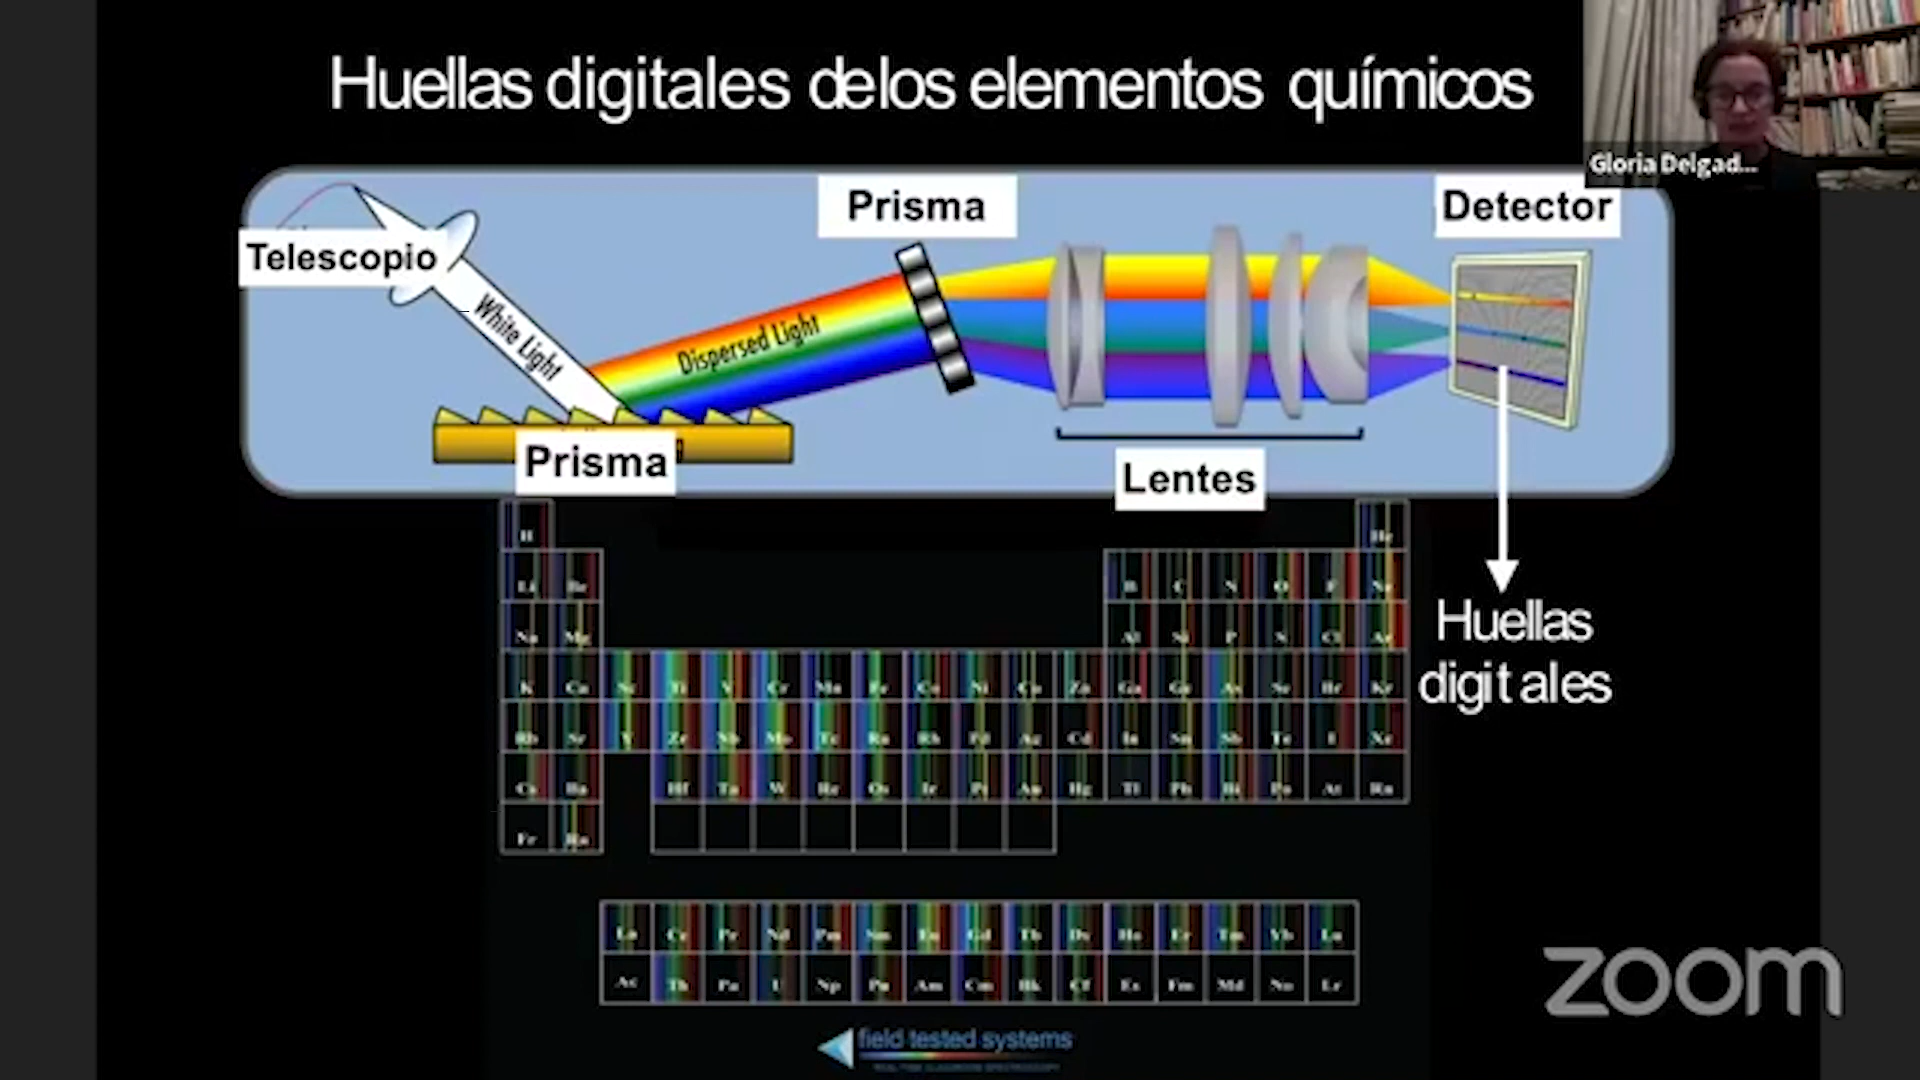 Huellas digitales delos elementos químicos
Gloria Delgad...
Telescopio
Prisma
Detector
White Light
Dispersed Light
Prisma
Lentes
Huellas
digit ales
H He
Li Be B C N O F Ne
Na Mg Al P Cl Ar
K Ca Sc Ti V Cr Mn Fe Co Ni Cu Zn Ga Ge As Se Br Kr
Rb Sr Y Zr Nb Mo Tc Ru Rh Pd Ag Cd In Sn Sb Te I Xe
Cs Ba Hf Ta W Re Os Ir Pt Au Hg Tl Pb Bi Po At Rn
Fr Ra
La Ce Pr Nd Pm Sm Eu Gd Tb Dy Ho Er Tm Yb Lu
Ac Th Pa U Np Pu Am Cm Bk Cf Es Fm Md No Lr
field tested systems
zoom